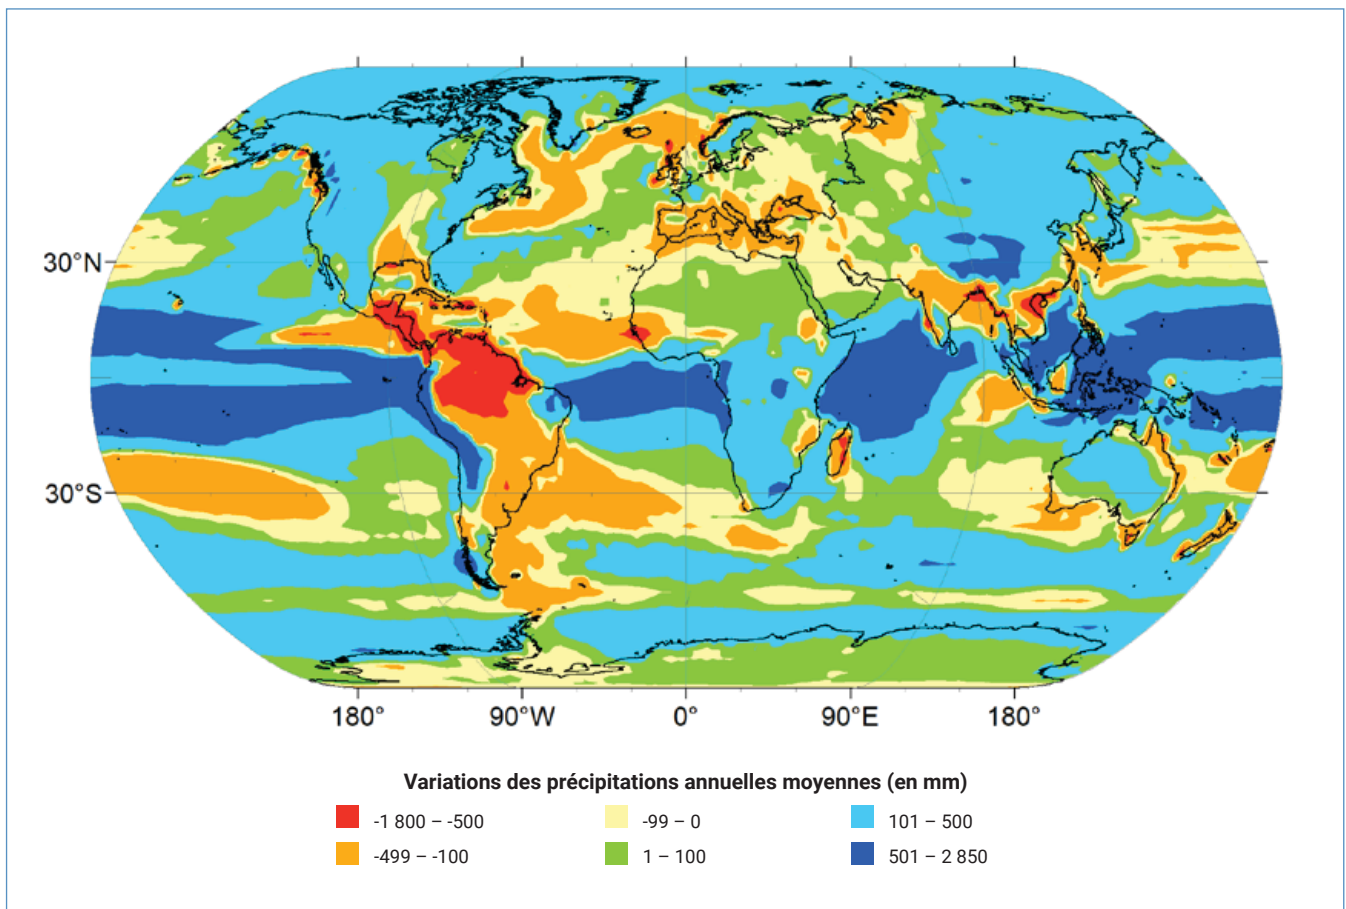 30°N
30°S
180° 90°W 0° 90°E 180°
Variations des précipitations annuelles moyennes (en mm)
-1 800 – -500 -99 – 0 101 – 500
-499 – -100 1 – 100 501 – 2 850